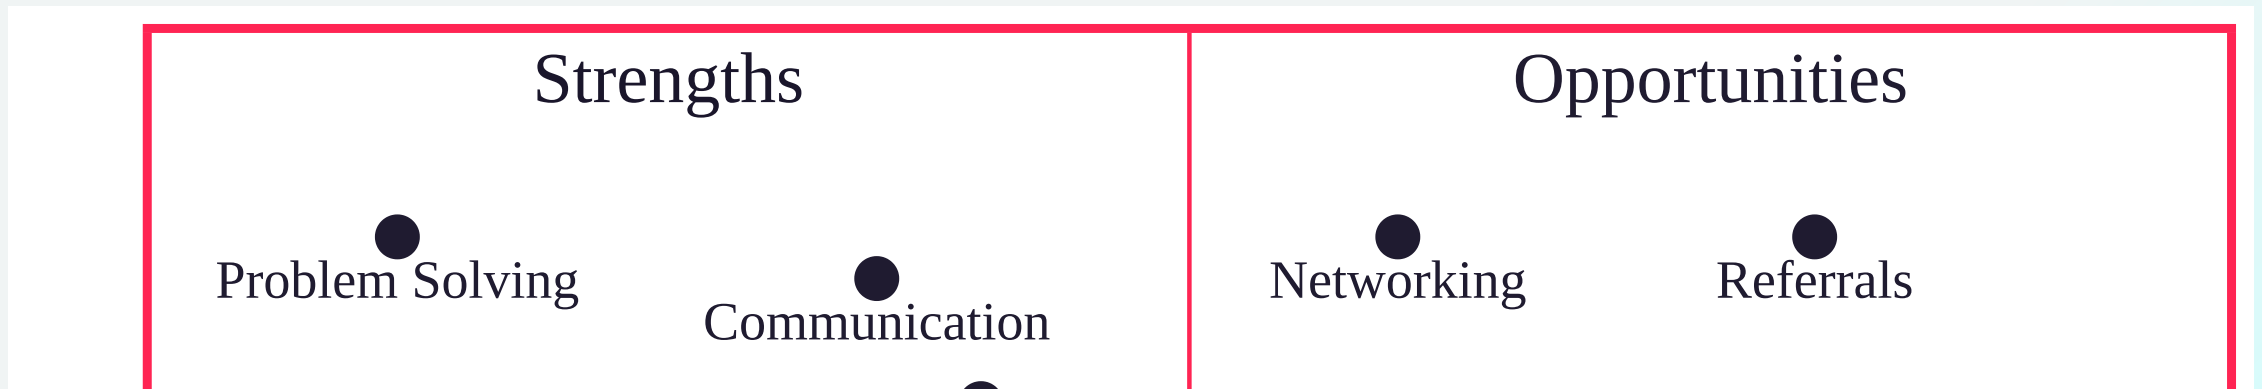 Strengths
Opportunities
Problem Solving
Communication
Networking
Referrals